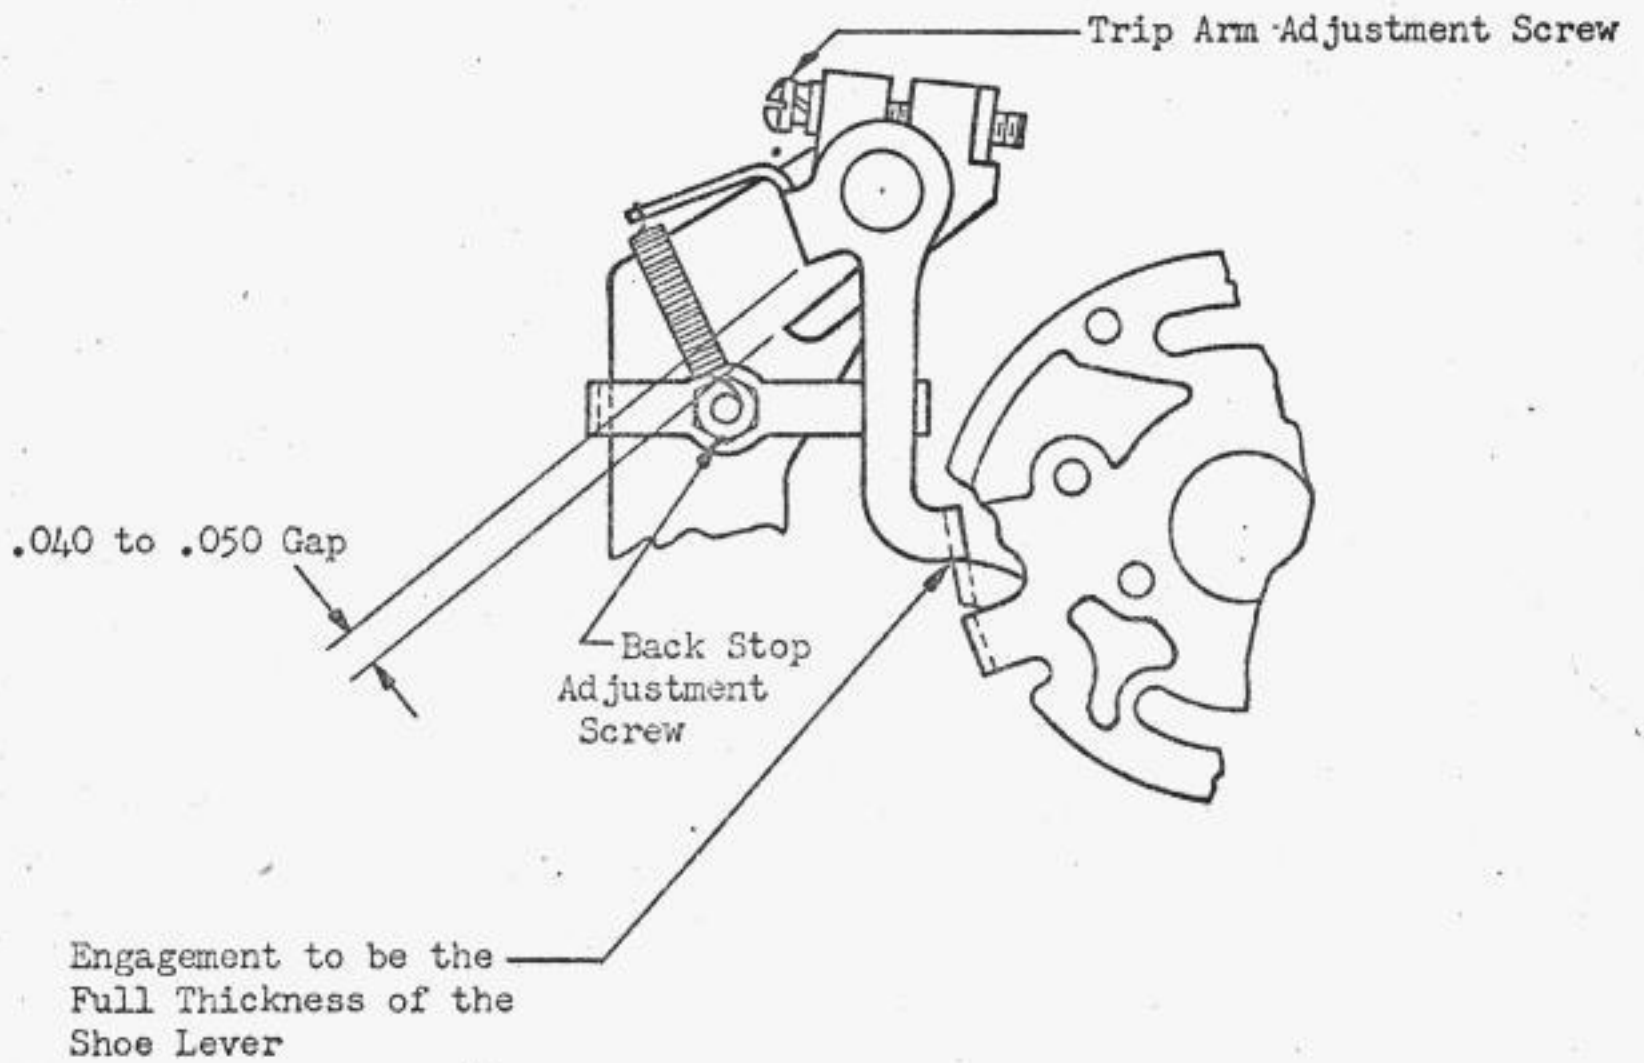 Trip Arm Adjustment Screw
.040 to .050 Gap
Back Stop
Adjustment
Screw
Engagement to be the
Full Thickness of the
Shoe Lever